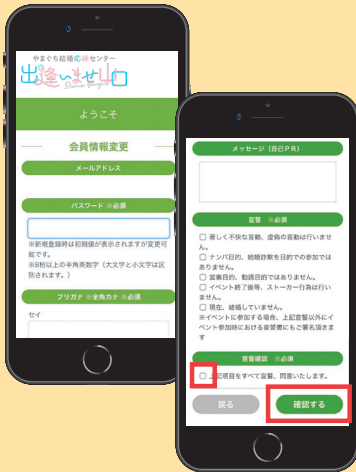 やまぐち結婚応縁センター
出逢いませ山口
ようこそ
会員情報変更
メールアドレス
パスワード ※必須
※新規登録時は初期値が表示されますが変更可
能です。
※8桁以上の半角英数字（大文字と小文字は区
別されます。）
フリガナ ※全角カナ ※必須
セイ
メッセージ（自己ＰＲ）
宣誓 ※必須
著しく不快な言動、虚偽の言動は行いませ
ん。
ナンパ目的、結婚詐欺を目的での参加では
ありません。
営業目的、勧誘目的ではありません。
イベント終了後等、ストーカー行為は行い
ません。
現在、結婚していません。
※イベントに参加する場合、上記宣誓以外にイ
ベント参加時における宣誓書にもご署名頂きま
す
宣誓確認 ※必須
上記項目をすべて宣誓、同意いたします。
戻る
確認する